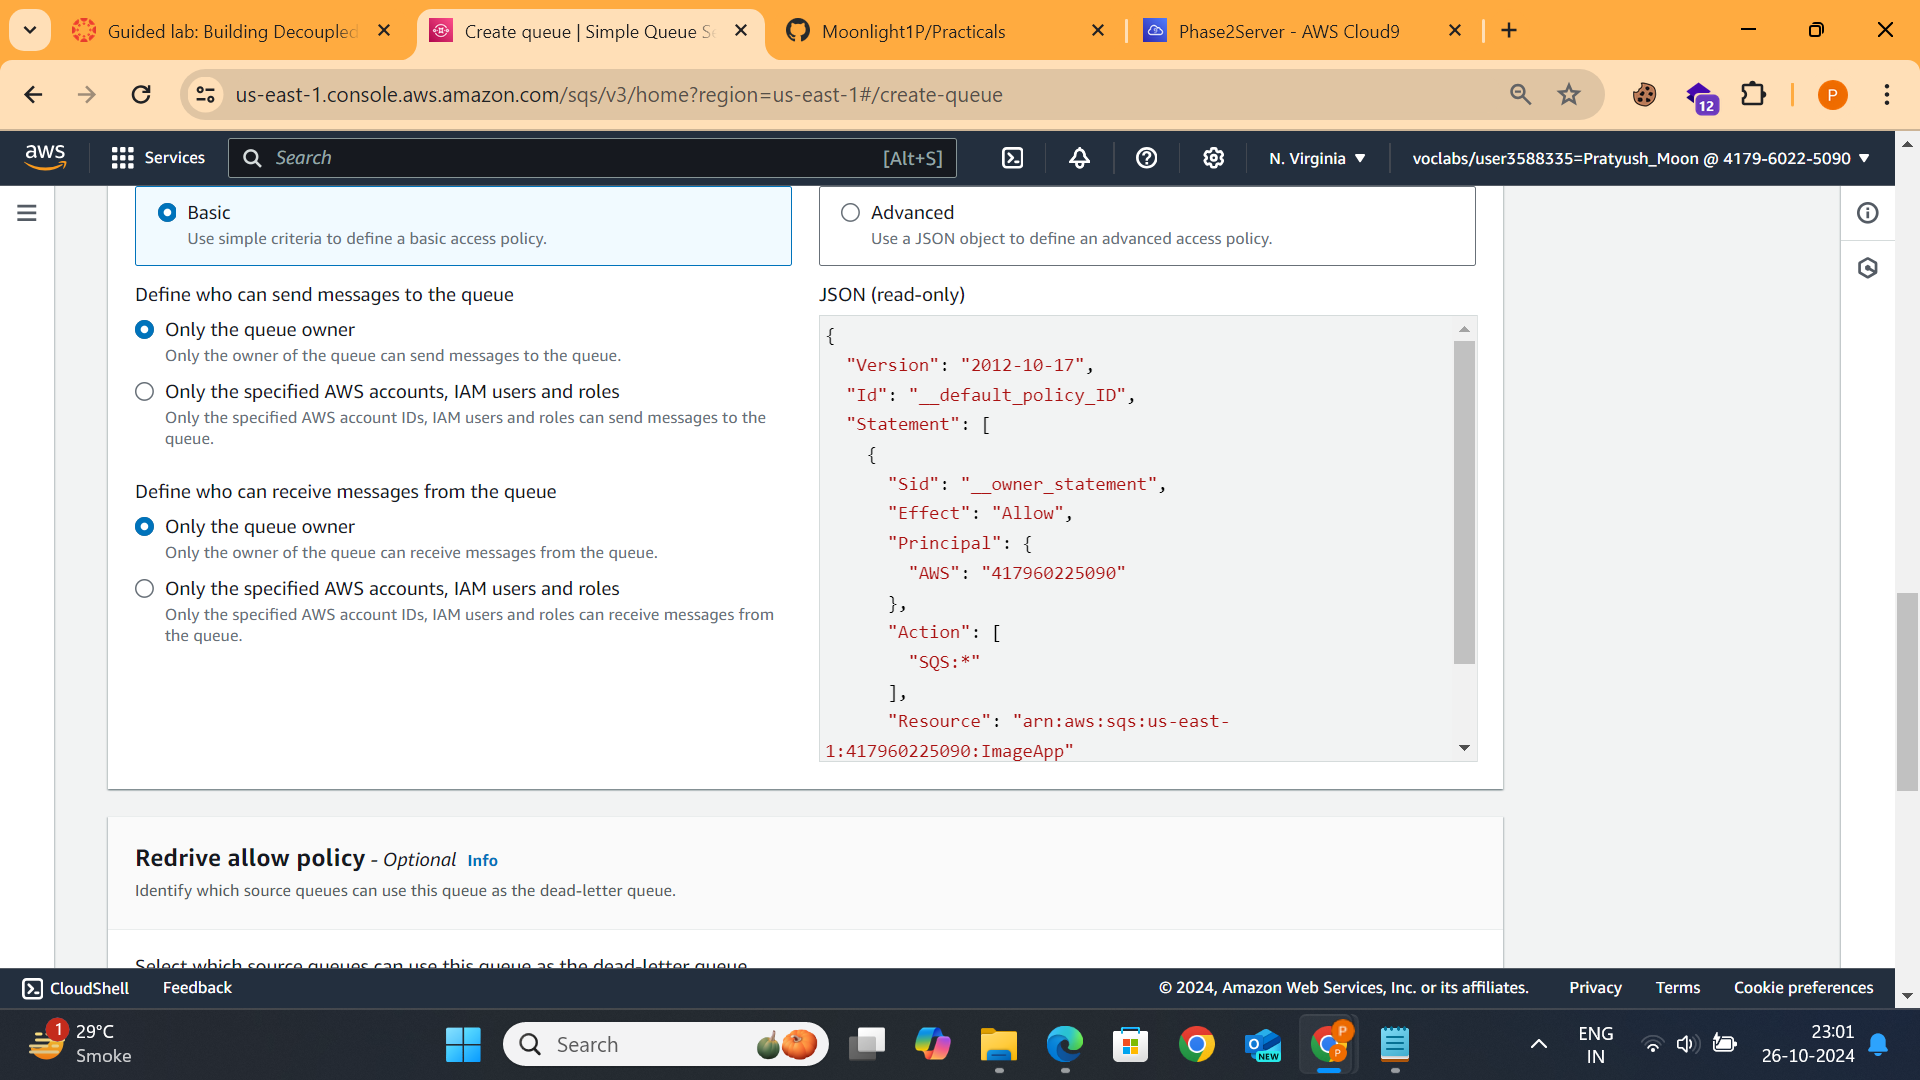 Guided lab: Building Decoupled
Create queue | Simple Queue Se
Moonlight1P/Practicals
Phase2Server - AWS Cloud9
us-east-1.console.aws.amazon.com/sqs/v3/home?region=us-east-1#/create-queue
12
P
aws
Services
Search
[Alt+S]
N. Virginia ▼
voclabs/user3588335=Pratyush_Moon @ 4179-6022-5090 ▼
Basic
Use simple criteria to define a basic access policy.
Advanced
Use a JSON object to define an advanced access policy.
Define who can send messages to the queue
Only the queue owner
Only the owner of the queue can send messages to the queue.
Only the specified AWS accounts, IAM users and roles
Only the specified AWS account IDs, IAM users and roles can send messages to the
queue.
Define who can receive messages from the queue
Only the queue owner
Only the owner of the queue can receive messages from the queue.
Only the specified AWS accounts, IAM users and roles
Only the specified AWS account IDs, IAM users and roles can receive messages from
the queue.
JSON (read-only)
{
"Version": "2012-10-17",
"Id": "__default_policy_ID",
"Statement": [
{
"Sid": "__owner_statement",
"Effect": "Allow",
"Principal": {
"AWS": "417960225090"
},
"Action": [
"SQS:*"
],
"Resource": "arn:aws:sqs:us-east-
1:417960225090:ImageApp"
Redrive allow policy - Optional Info
Identify which source queues can use this queue as the dead-letter queue.
Select which source queues can use this queue as the dead-letter queue
CloudShell
Feedback
© 2024, Amazon Web Services, Inc. or its affiliates.
Privacy
Terms
Cookie preferences
1
29°C
Smoke
Search
NEW
P
P
ENG
IN
23:01
26-10-2024